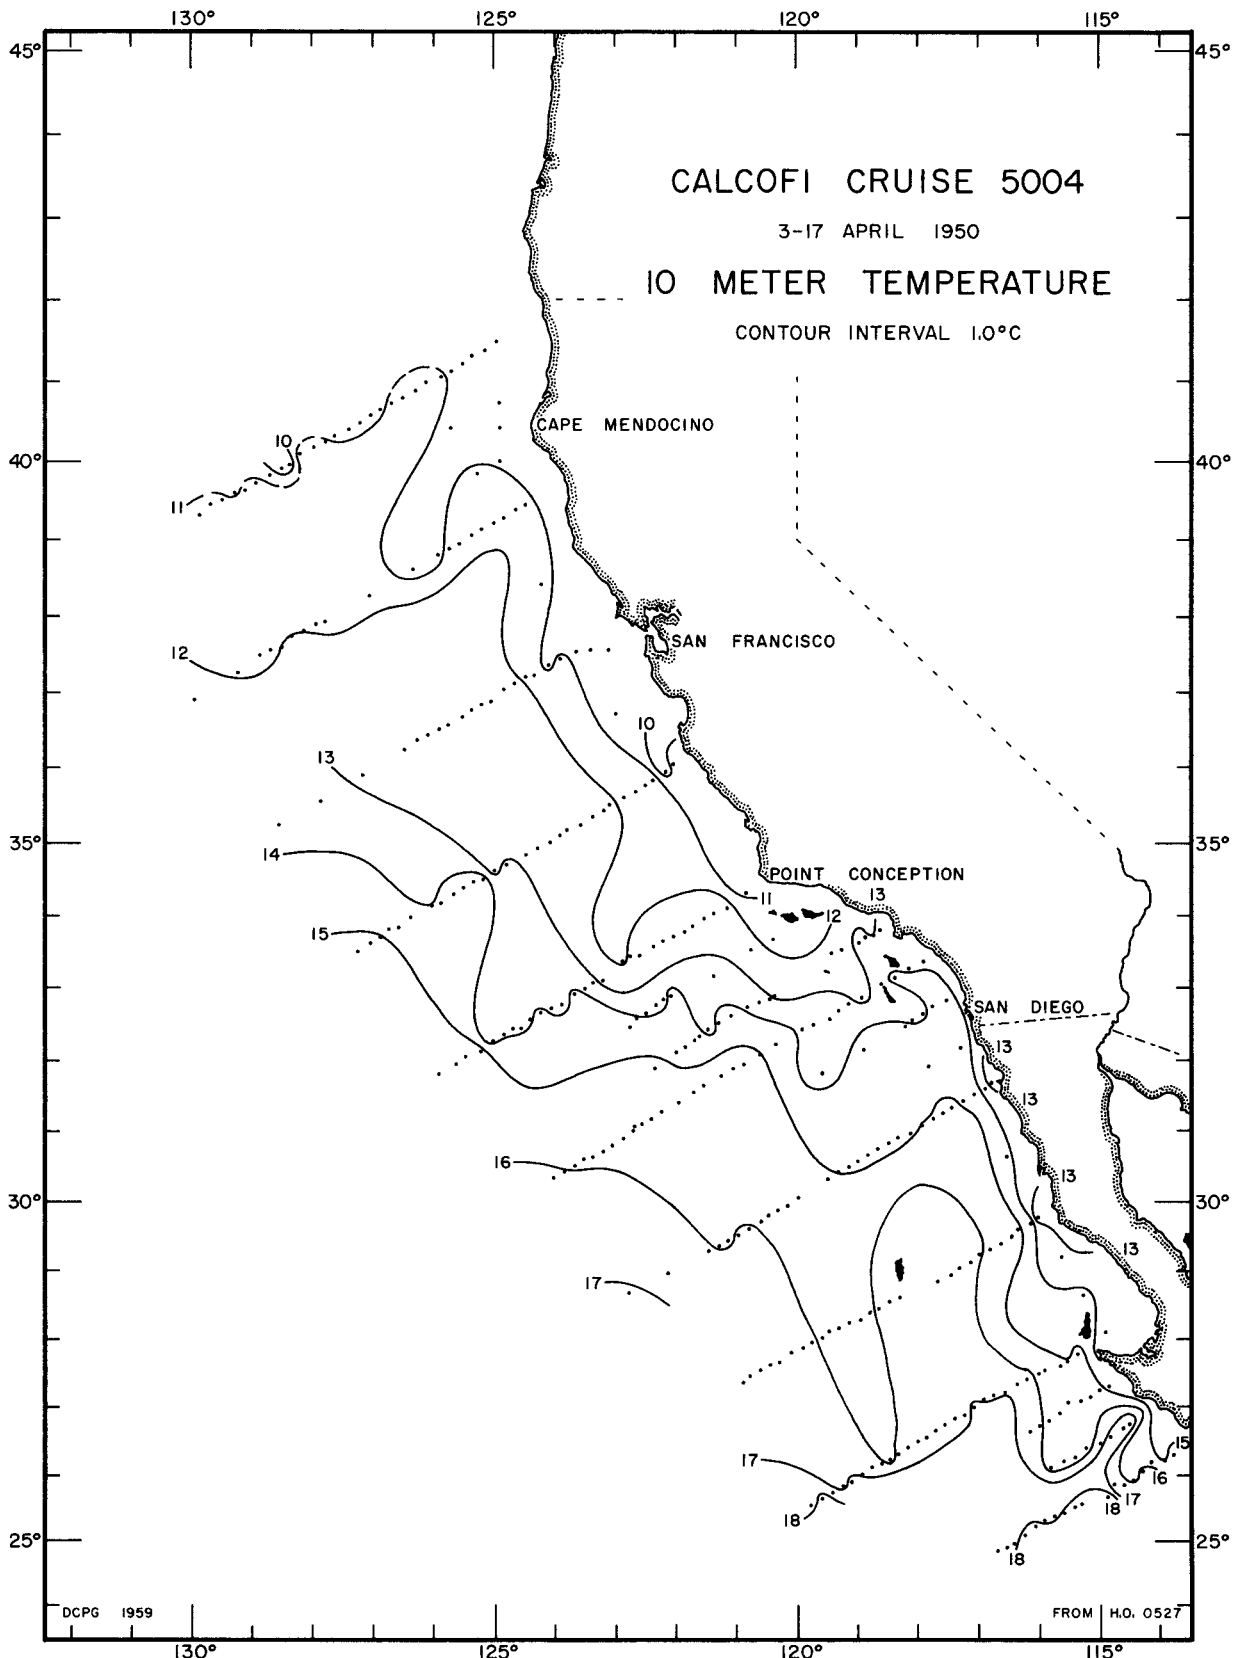 130° 125° 120° 115°
45° 45°
CALCOFI CRUISE 5004
3-17 APRIL 1950
10 METER TEMPERATURE
CONTOUR INTERVAL 1.0°C
CAPE MENDOCINO
10
40° 40°
11
SAN FRANCISCO
12
10
13
35° 35°
14
POINT CONCEPTION
13
11
12
15
SAN DIEGO
13
13
16
13
30° 30°
13
17
15
17
16
17
18
18
25° 25°
18
DCPG 1959
FROM H.O. 0527
130° 125° 120° 115°